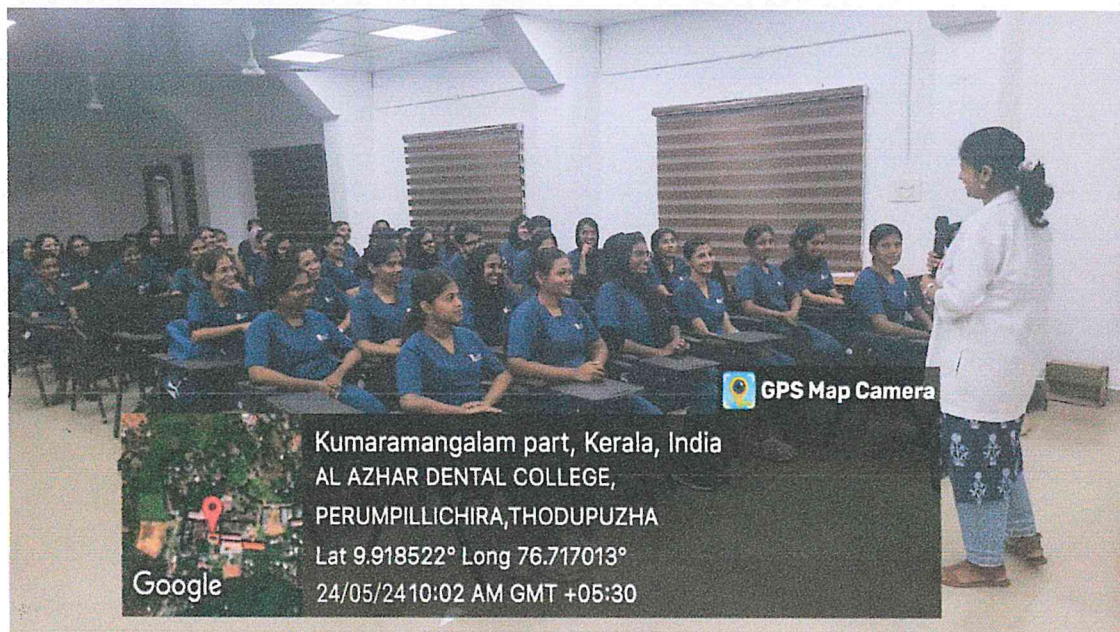 GPS Map Camera
Kumaramangalam part, Kerala, India
AL AZHAR DENTAL COLLEGE,
PERUMPILLICHIRA,THODUPUZHA
Lat 9.918522° Long 76.717013°
24/05/2410:02 AM GMT +05:30
Google